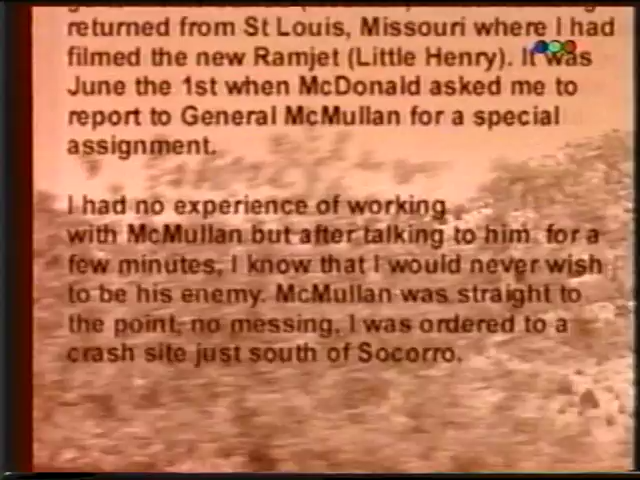 returned from St Louis, Missouri where I had
filmed the new Ramjet (Little Henry). It was
June the 1st when McDonald asked me to
report to General McMullan for a special
assignment.
I had no experience of working
with McMullan but after talking to him for a
few minutes, I know that I would never wish
to be his enemy. McMullan was straight to
the point, no messing. I was ordered to a
crash site just south of Socorro.